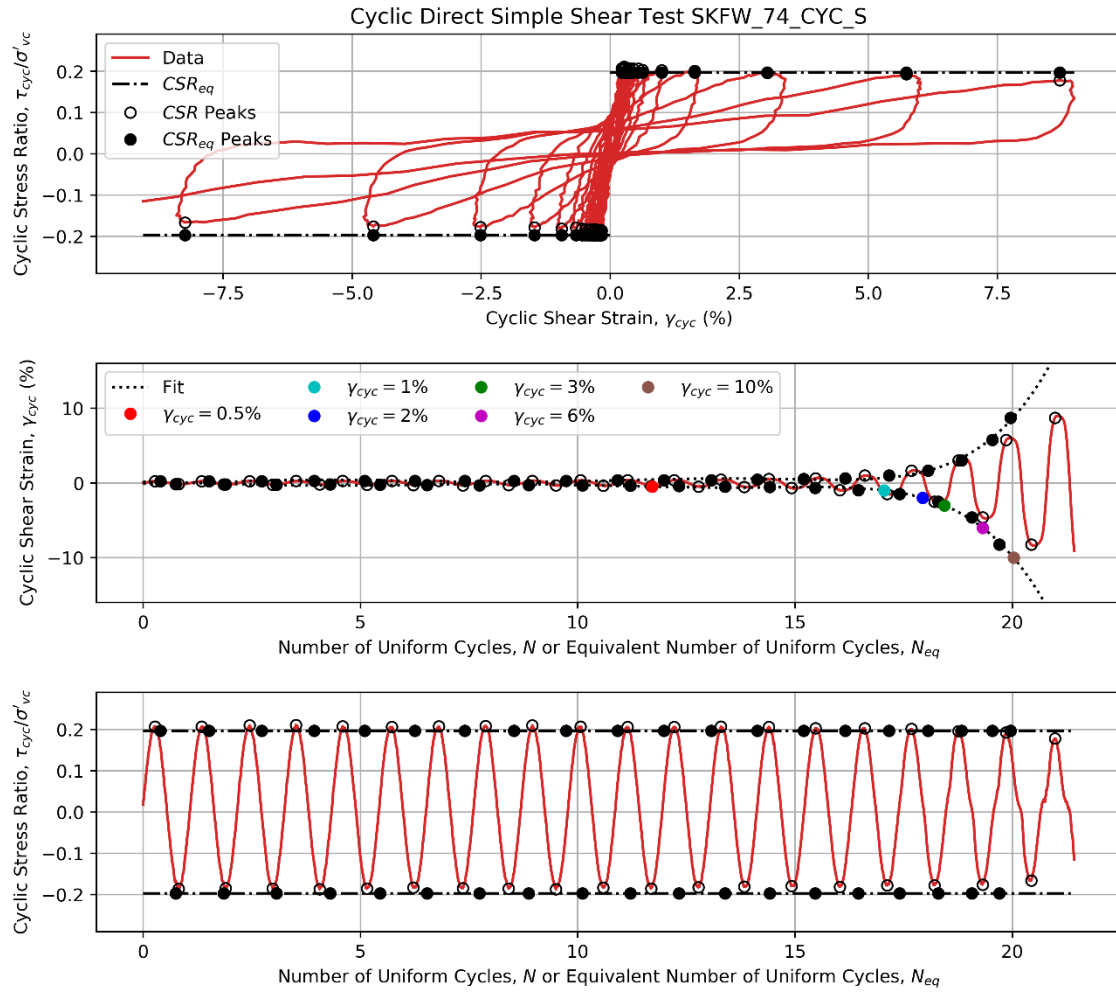 Cyclic Direct Simple Shear Test SKFW_74_CYC_S
Cyclic Stress Ratio, τcyc/σ′vc
0.2
0.1
0.0
−0.1
−0.2
Data
CSReq
CSR Peaks
CSReq Peaks
−7.5
−5.0
−2.5
0.0
2.5
5.0
7.5
Cyclic Shear Strain, γcyc (%)
Cyclic Shear Strain, γcyc (%)
10
0
−10
Fit
γcyc = 0.5%
γcyc = 1%
γcyc = 2%
γcyc = 3%
γcyc = 6%
γcyc = 10%
0
5
10
15
20
Number of Uniform Cycles, N or Equivalent Number of Uniform Cycles, Neq
Cyclic Stress Ratio, τcyc/σ′vc
0.2
0.1
0.0
−0.1
−0.2
0
5
10
15
20
Number of Uniform Cycles, N or Equivalent Number of Uniform Cycles, Neq